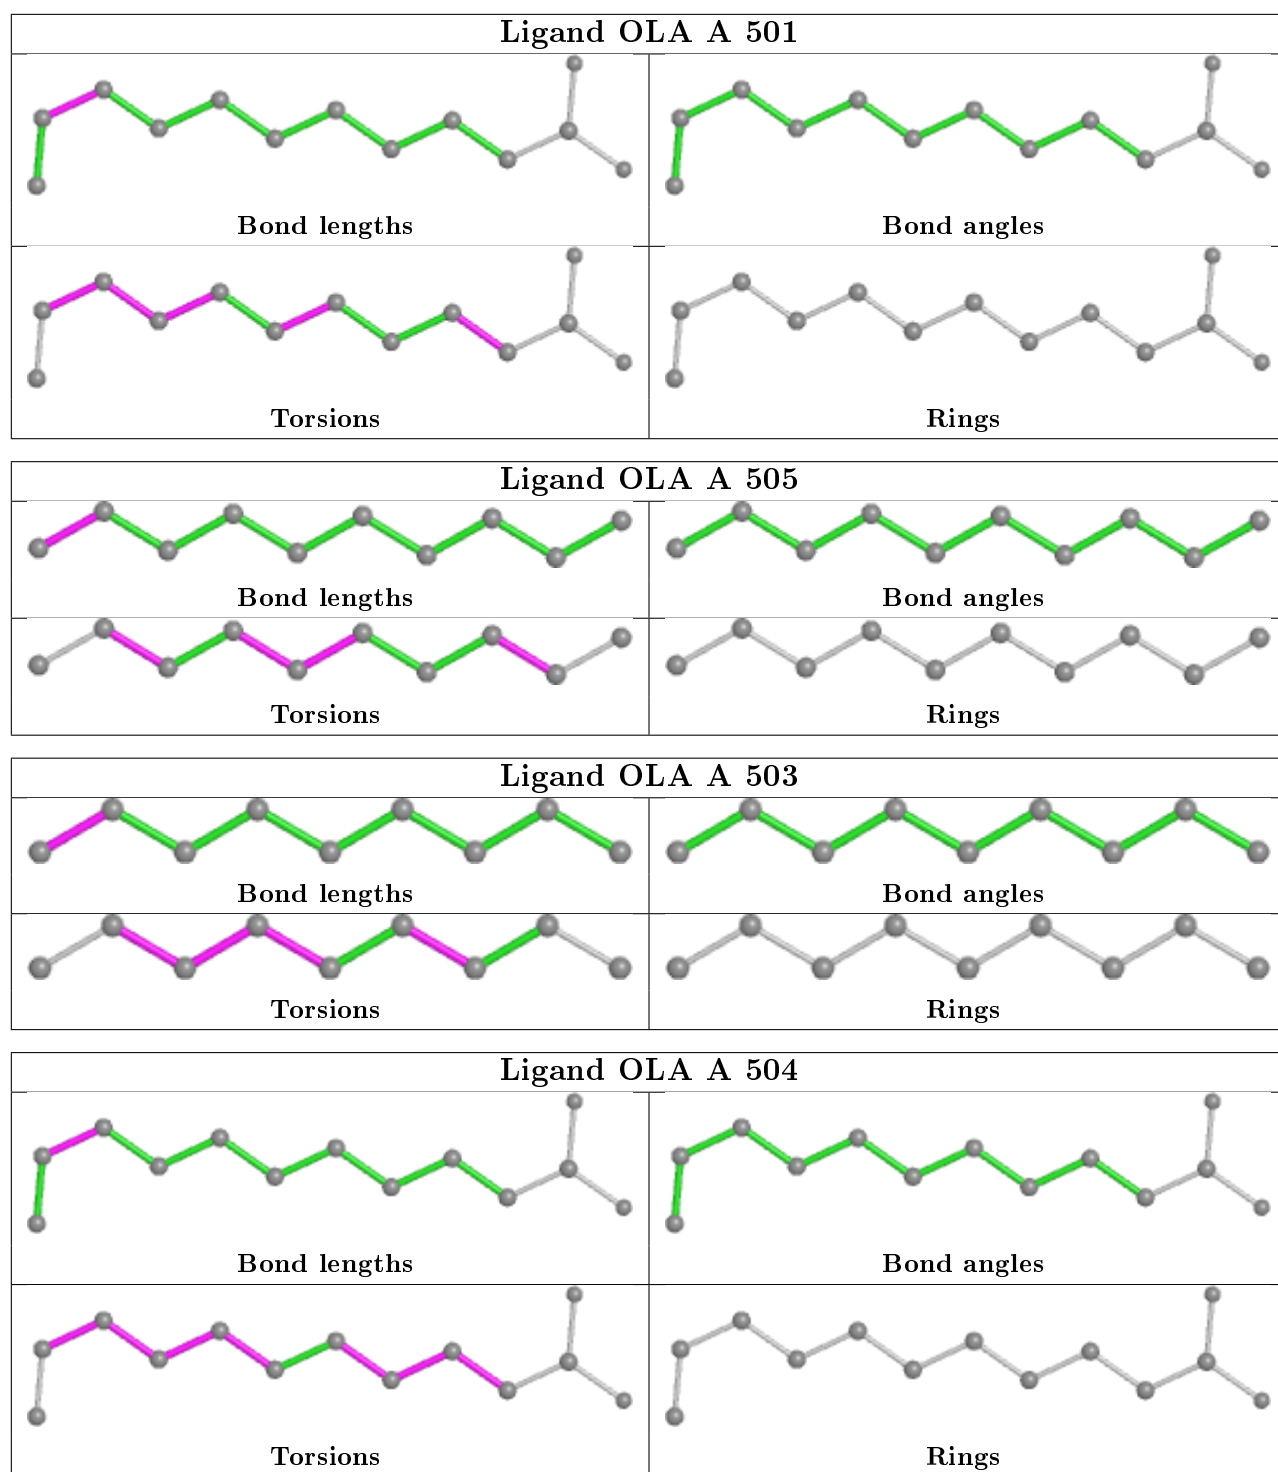 Ligand OLA A 501
Bond lengths
Bond angles
Torsions
Rings
Ligand OLA A 505
Bond lengths
Bond angles
Torsions
Rings
Ligand OLA A 503
Bond lengths
Bond angles
Torsions
Rings
Ligand OLA A 504
Bond lengths
Bond angles
Torsions
Rings